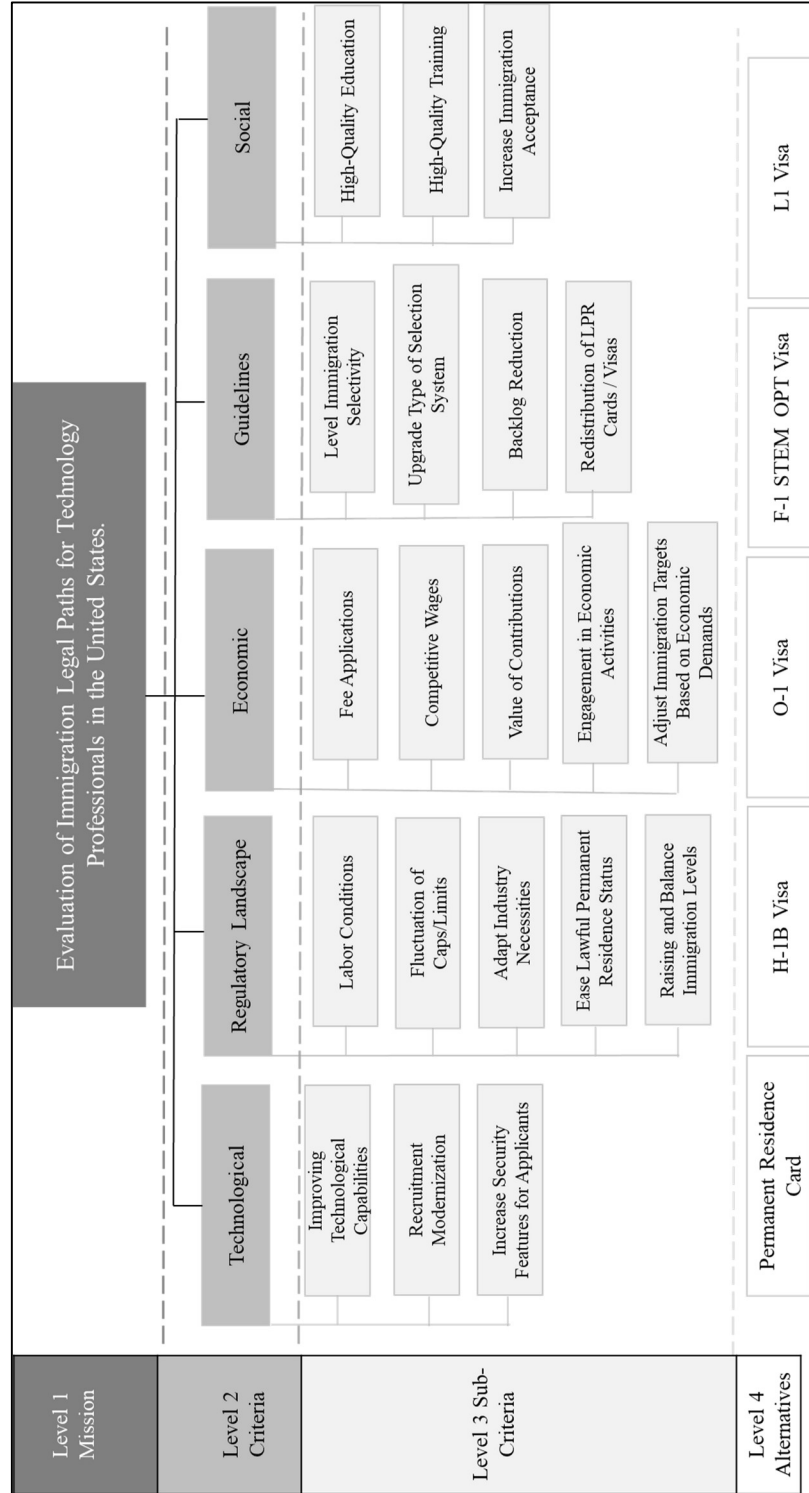 Level 1
Mission
Evaluation of Immigration Legal Paths for Technology
Professionals in the United States.
Level 2
Criteria
Technological
Regulatory Landscape
Economic
Guidelines
Social
Level 3 Sub-
Criteria
Improving
Technological
Capabilities
Recruitment
Modernization
Increase Security
Features for Applicants
Labor Conditions
Fluctuation of
Caps/Limits
Adapt Industry
Necessities
Ease Lawful Permanent
Residence Status
Raising and Balance
Immigration Levels
Fee Applications
Competitive Wages
Value of Contributions
Engagement in Economic
Activities
Adjust Immigration Targets
Based on Economic
Demands
Level Immigration
Selectivity
Upgrade Type of Selection
System
Backlog Reduction
Redistribution of LPR
Cards / Visas
High-Quality Education
High-Quality Training
Increase Immigration
Acceptance
Level 4
Alternatives
Permanent Residence
Card
H-1B Visa
O-1 Visa
F-1 STEM OPT Visa
L1 Visa